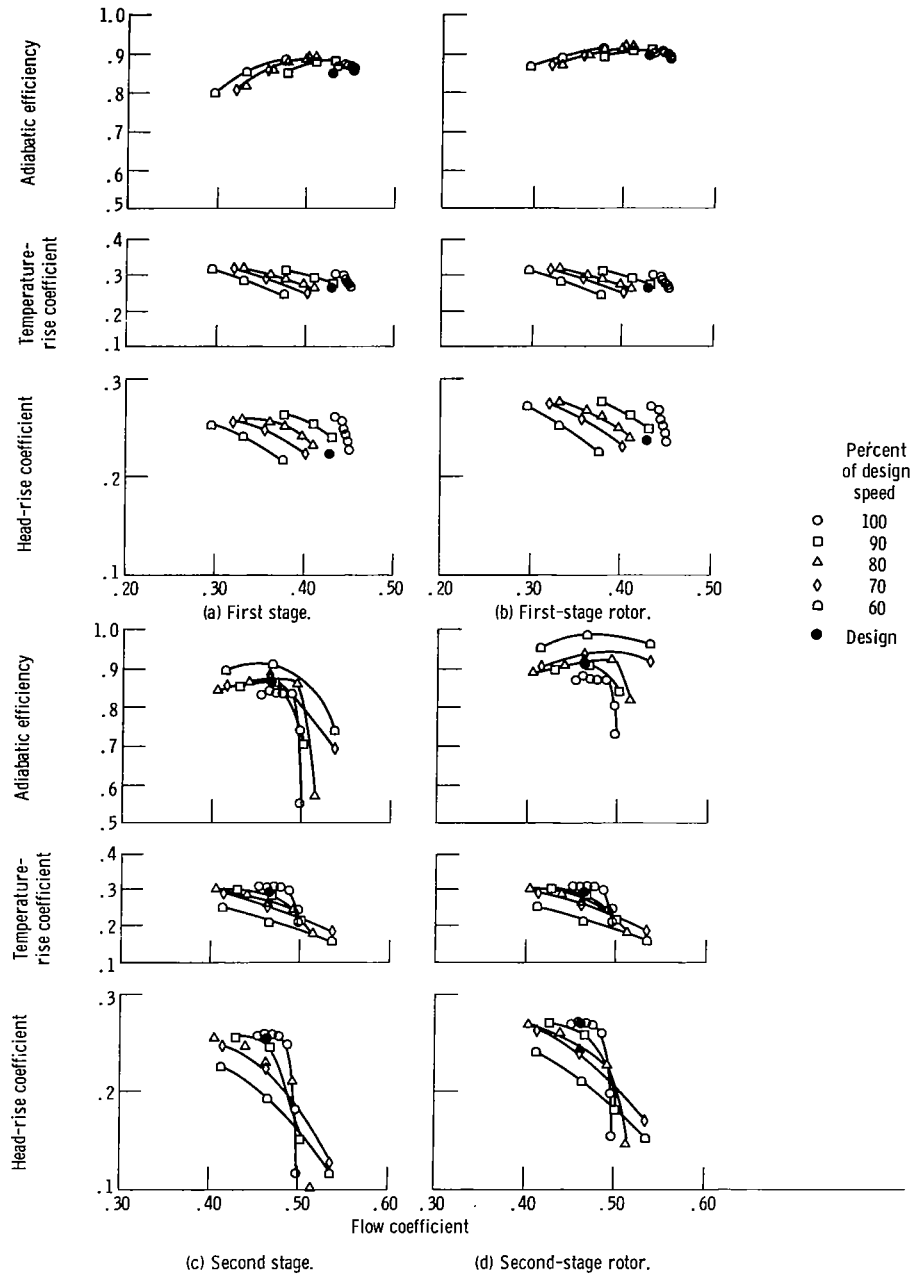 1.0
.9
.8
.7
.6
.5
Adiabatic efficiency
.4
.3
.2
.1
Temperature-
rise coefficient
.3
.2
.1
Head-rise coefficient
.20 .30 .40 .50
.20 .30 .40 .50
(a) First stage.
(b) First-stage rotor.
Percent
of design
speed
100
90
80
70
60
Design
1.0
.9
.8
.7
.6
.5
Adiabatic efficiency
.4
.3
.2
.1
Temperature-
rise coefficient
.3
.2
.1
Head-rise coefficient
.30 .40 .50 .60
.30 .40 .50 .60
Flow coefficient
(c) Second stage.
(d) Second-stage rotor.